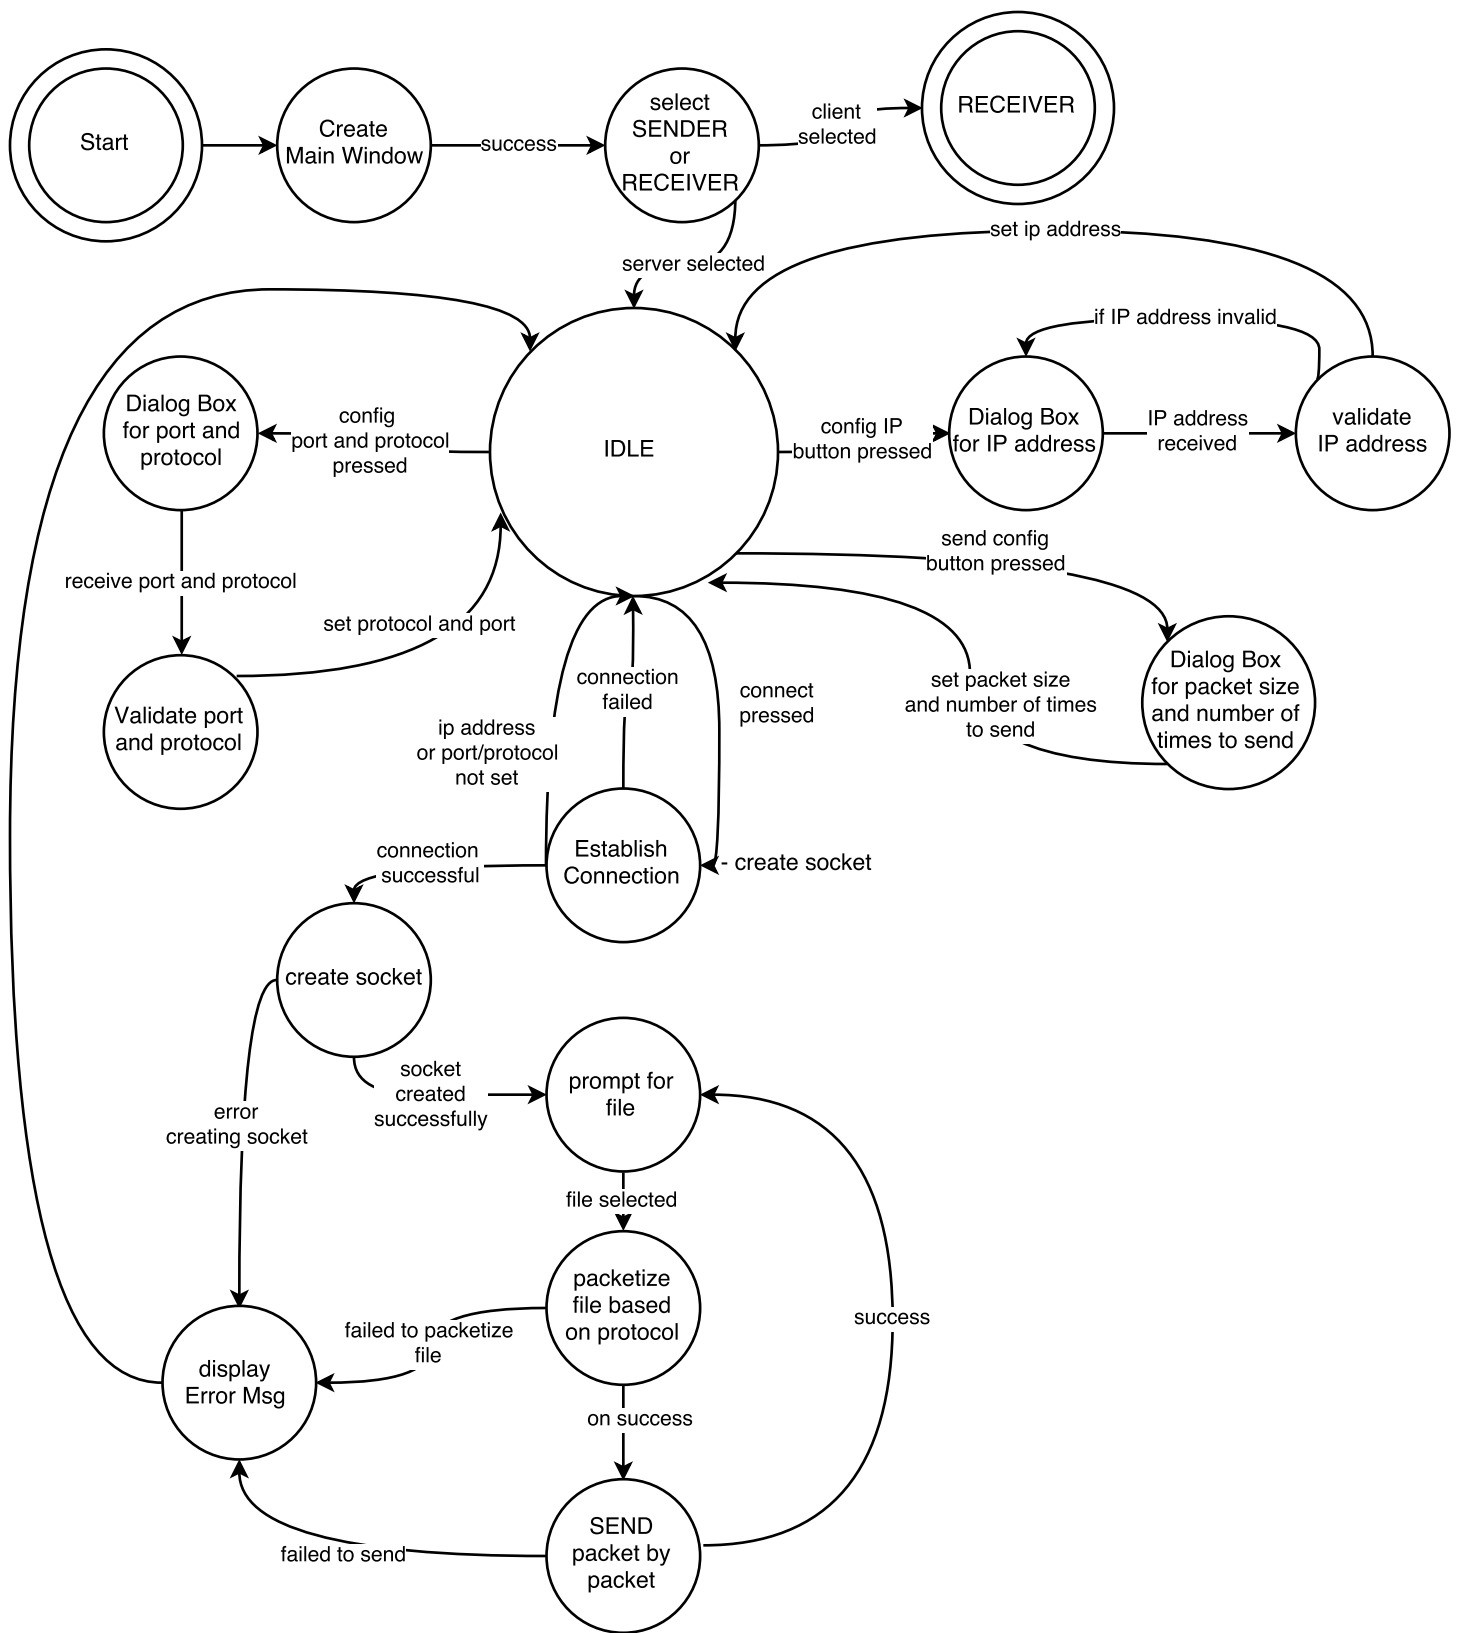 Start
Create
Main Window
success
select
SENDER
or
RECEIVER
client
selected
RECEIVER
server selected
set ip address
if IP address invalid
Dialog Box
for port and
protocol
config
port and protocol
pressed
IDLE
config IP
button pressed
Dialog Box
for IP address
IP address
received
validate
IP address
send config
button pressed
receive port and protocol
set protocol and port
Validate port
and protocol
ip address
or port/protocol
not set
connection
failed
connect
pressed
set packet size
and number of times
to send
Dialog Box
for packet size
and number of
times to send
connection
successful
Establish
Connection
- create socket
create socket
socket
created
successfully
prompt for
file
error
creating socket
file selected
packetize
file based
on protocol
failed to packetize
file
success
display
Error Msg
on success
SEND
packet by
packet
failed to send